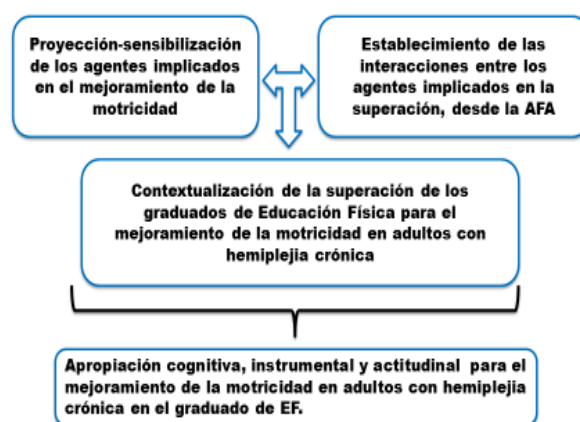 Proyección-sensibilización
de los agentes implicados
en el mejoramiento de la
motricidad
Establecimiento de las
interacciones entre los
agentes implicados en la
superación, desde la AFA
Contextualización de la superación de los
graduados de Educación Física para el
mejoramiento de la motricidad en adultos con
hemiplejia crónica
Apropiación cognitiva, instrumental y actitudinal para el
mejoramiento de la motricidad en adultos con hemiplejia
crónica en el graduado de EF.